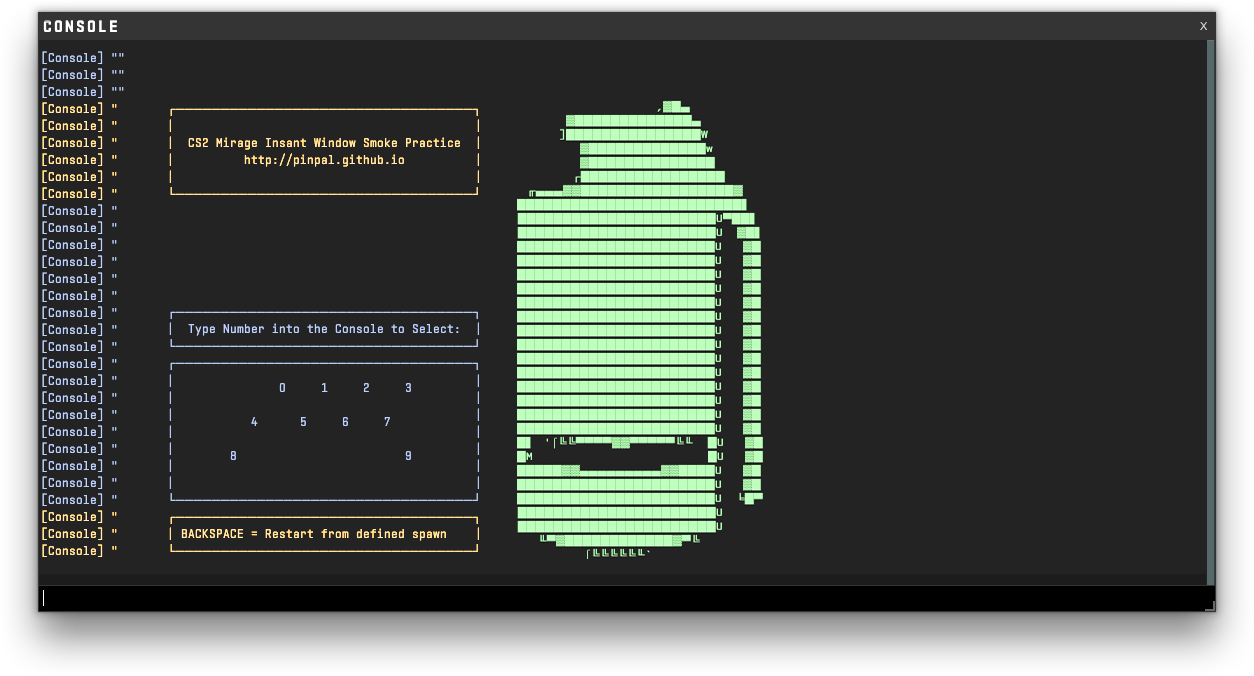 CONSOLE X
[Console] ""
[Console] ""
[Console] ""
[Console] "
[Console] "
[Console] " CS2 Mirage Insant Window Smoke Practice
[Console] " http://pinpal.github.io
[Console] "
[Console] "
[Console] "
[Console] "
[Console] "
[Console] "
[Console] "
[Console] "
[Console] "
[Console] " Type Number into the Console to Select:
[Console] "
[Console] "
[Console] " 0 1 2 3
[Console] "
[Console] " 4 5 6 7
[Console] "
[Console] " 8 9
[Console] "
[Console] "
[Console] "
[Console] "
[Console] " BACKSPACE = Restart from defined spawn
[Console] "